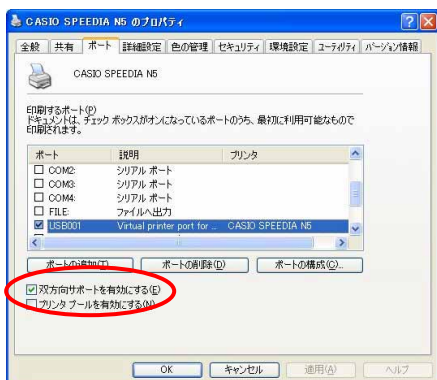 CASIO SPEEDIA N5 のプロパティ
全般 共有 ポート 詳細設定 色の管理 セキュリティ 環境設定 ユーティリティ バージョン情報
CASIO SPEEDIA N5
印刷するポート(P)
ドキュメントは、チェック ボックスがオンになっているポートのうち、最初に利用可能なもので
印刷されます。
ポート 説明 プリンタ
COM2: シリアル ポート
COM3: シリアル ポート
COM4: シリアル ポート
FILE: ファイルへ出力
USB001 Virtual printer port for ... CASIO SPEEDIA N5
ポートの追加(T)... ポートの削除(D) ポートの構成(C)...
双方向サポートを有効にする(E)
プリンタ プールを有効にする(N)
OK キャンセル 適用(A) ヘルプ